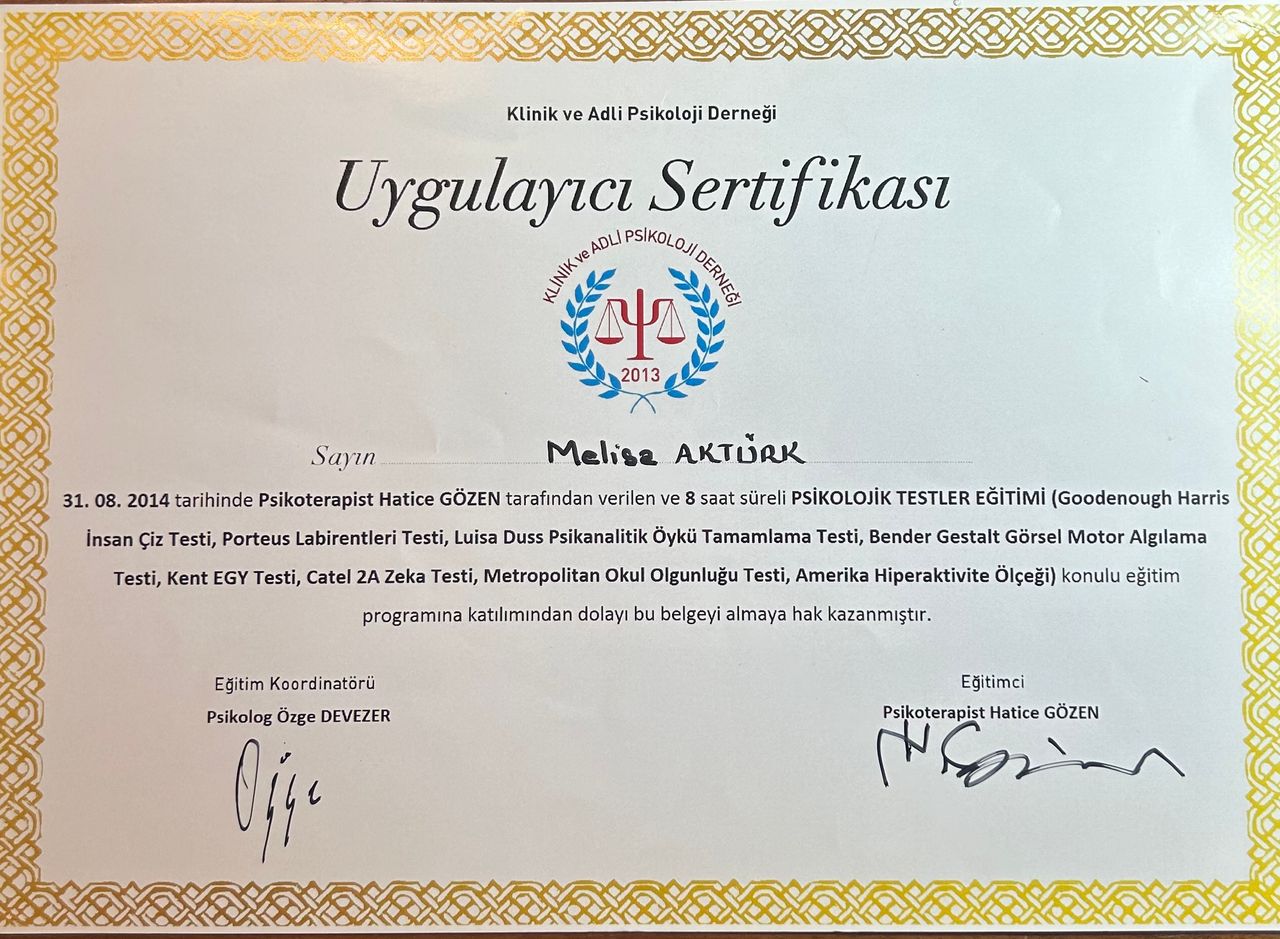 Klinik ve Adli Psikoloji Derneği
Uygulayıcı Sertifikası
KLİNİK ve ADLİ PSİKOLOJİ DERNEĞİ
2013
Sayın Melisa AKTÜRK
31. 08. 2014 tarihinde Psikoterapist Hatice GÖZEN tarafından verilen ve 8 saat süreli PSİKOLOJİK TESTLER EĞİTİMİ (Goodenough Harris
İnsan Çiz Testi, Porteus Labirentleri Testi, Luisa Duss Psikanalitik Öykü Tamamlama Testi, Bender Gestalt Görsel Motor Algılama
Testi, Kent EGY Testi, Catel 2A Zeka Testi, Metropolitan Okul Olgunluğu Testi, Amerika Hiperaktivite Ölçeği) konulu eğitim
programına katılımından dolayı bu belgeyi almaya hak kazanmıştır.
Eğitim Koordinatörü
Psikolog Özge DEVEZER
Eğitimci
Psikoterapist Hatice GÖZEN